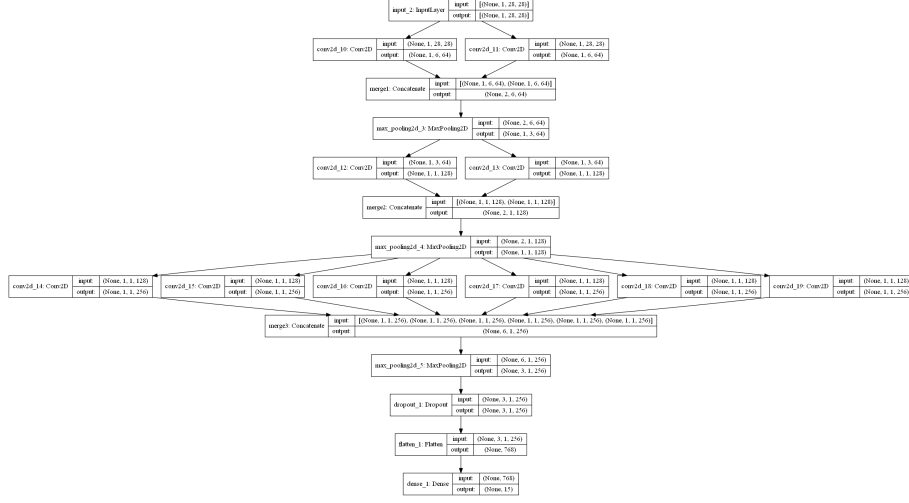 input_2: InputLayer input: [(None, 1, 28, 28)]
output: [(None, 1, 28, 28)]
conv2d_10: Conv2D input: (None, 1, 28, 28)
output: (None, 1, 6, 64)
conv2d_11: Conv2D input: (None, 1, 28, 28)
output: (None, 1, 6, 64)
merge1: Concatenate input: [(None, 1, 6, 64), (None, 1, 6, 64)]
output: (None, 2, 6, 64)
max_pooling2d_3: MaxPooling2D input: (None, 2, 6, 64)
output: (None, 1, 3, 64)
conv2d_12: Conv2D input: (None, 1, 3, 64)
output: (None, 1, 1, 128)
conv2d_13: Conv2D input: (None, 1, 3, 64)
output: (None, 1, 1, 128)
merge2: Concatenate input: [(None, 1, 1, 128), (None, 1, 1, 128)]
output: (None, 2, 1, 128)
max_pooling2d_4: MaxPooling2D input: (None, 2, 1, 128)
output: (None, 1, 1, 128)
conv2d_14: Conv2D input: (None, 1, 1, 128)
output: (None, 1, 1, 256)
conv2d_15: Conv2D input: (None, 1, 1, 128)
output: (None, 1, 1, 256)
conv2d_16: Conv2D input: (None, 1, 1, 128)
output: (None, 1, 1, 256)
conv2d_17: Conv2D input: (None, 1, 1, 128)
output: (None, 1, 1, 256)
conv2d_18: Conv2D input: (None, 1, 1, 128)
output: (None, 1, 1, 256)
conv2d_19: Conv2D input: (None, 1, 1, 128)
output: (None, 1, 1, 256)
merge3: Concatenate input: [(None, 1, 1, 256), (None, 1, 1, 256), (None, 1, 1, 256), (None, 1, 1, 256), (None, 1, 1, 256), (None, 1, 1, 256)]
output: (None, 6, 1, 256)
max_pooling2d_5: MaxPooling2D input: (None, 6, 1, 256)
output: (None, 3, 1, 256)
dropout_1: Dropout input: (None, 3, 1, 256)
output: (None, 3, 1, 256)
flatten_1: Flatten input: (None, 3, 1, 256)
output: (None, 768)
dense_1: Dense input: (None, 768)
output: (None, 15)